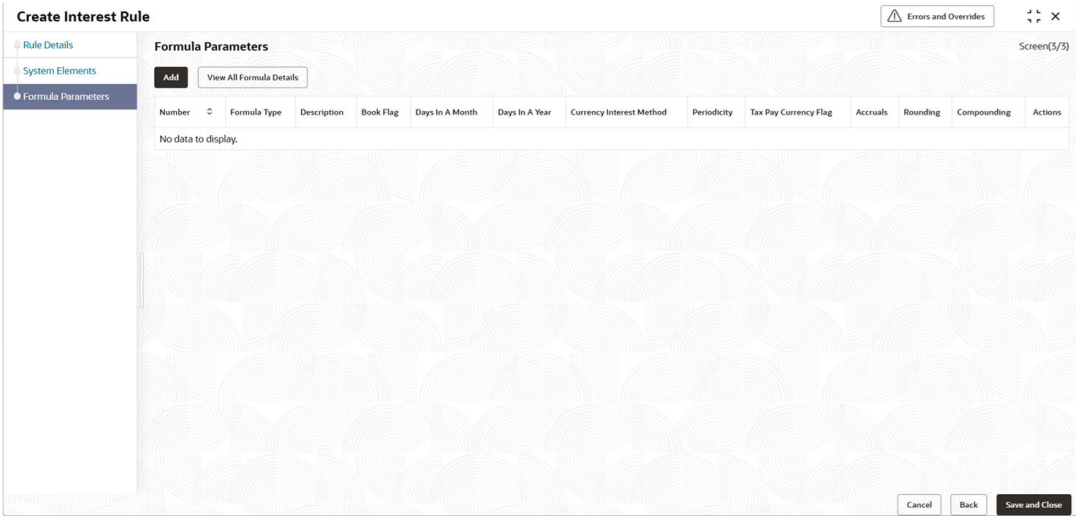 Create Interest Rule
Errors and Overrides
Rule Details
System Elements
Formula Parameters
Formula Parameters
Screen(3/3)
Add
View All Formula Details
Number Formula Type Description Book Flag Days In A Month Days In A Year Currency Interest Method Periodicity Tax Pay Currency Flag Accruals Rounding Compounding Actions
No data to display.
Cancel
Back
Save and Close